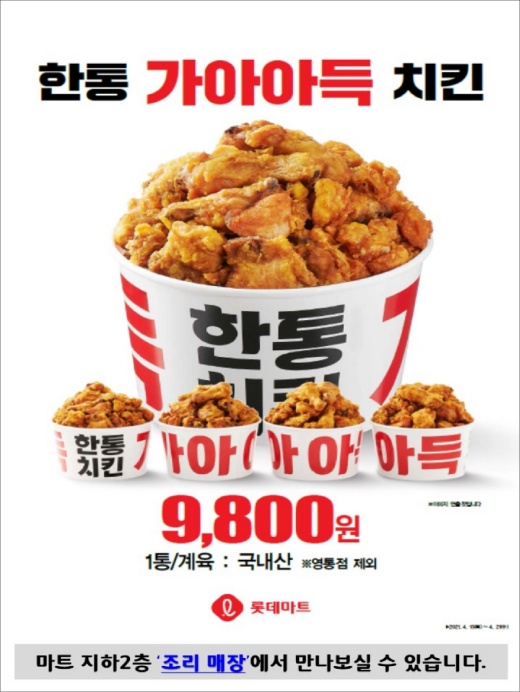 한통 가아아득 치킨
한통
치킨
한통
치킨
가아아
아득
9,800원
1통/계육 : 국내산 ※영통점 제외
롯데마트
마트 지하2층 '조리 매장'에서 만나보실 수 있습니다.